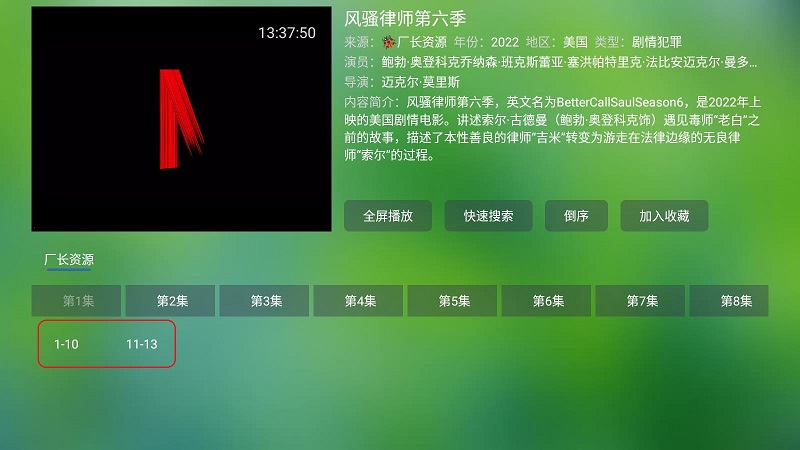 13:37:50
风骚律师第六季
来源：🐞厂长资源 年份：2022 地区：美国 类型：剧情犯罪
演员：鲍勃·奥登科克乔纳森·班克斯蕾亚·塞洪帕特里克·法比安迈克尔·曼多...
导演：迈克尔·莫里斯
内容简介：风骚律师第六季，英文名为BetterCallSaulSeason6，是2022年上
映的美国剧情电影。讲述索尔·古德曼（鲍勃·奥登科克饰）遇见毒师“老白”之
前的故事，描述了本性善良的律师“吉米”转变为游走在法律边缘的无良律
师“索尔”的过程。
全屏播放 快速搜索 倒序 加入收藏
厂长资源
第1集 第2集 第3集 第4集 第5集 第6集 第7集 第8集
1-10 11-13